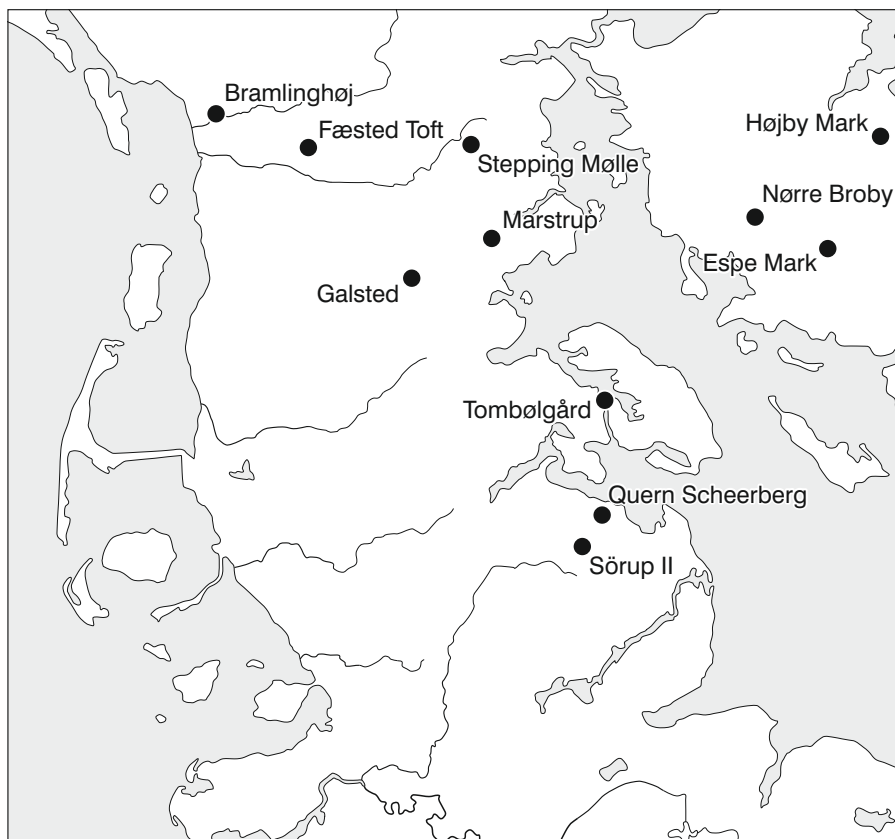 Bramlinghøj
Fæsted Toft
Højby Mark
Stepping Mølle
Nørre Broby
Marstrup
Espe Mark
Galsted
Tombølgård
Quern Scheerberg
Sörup II